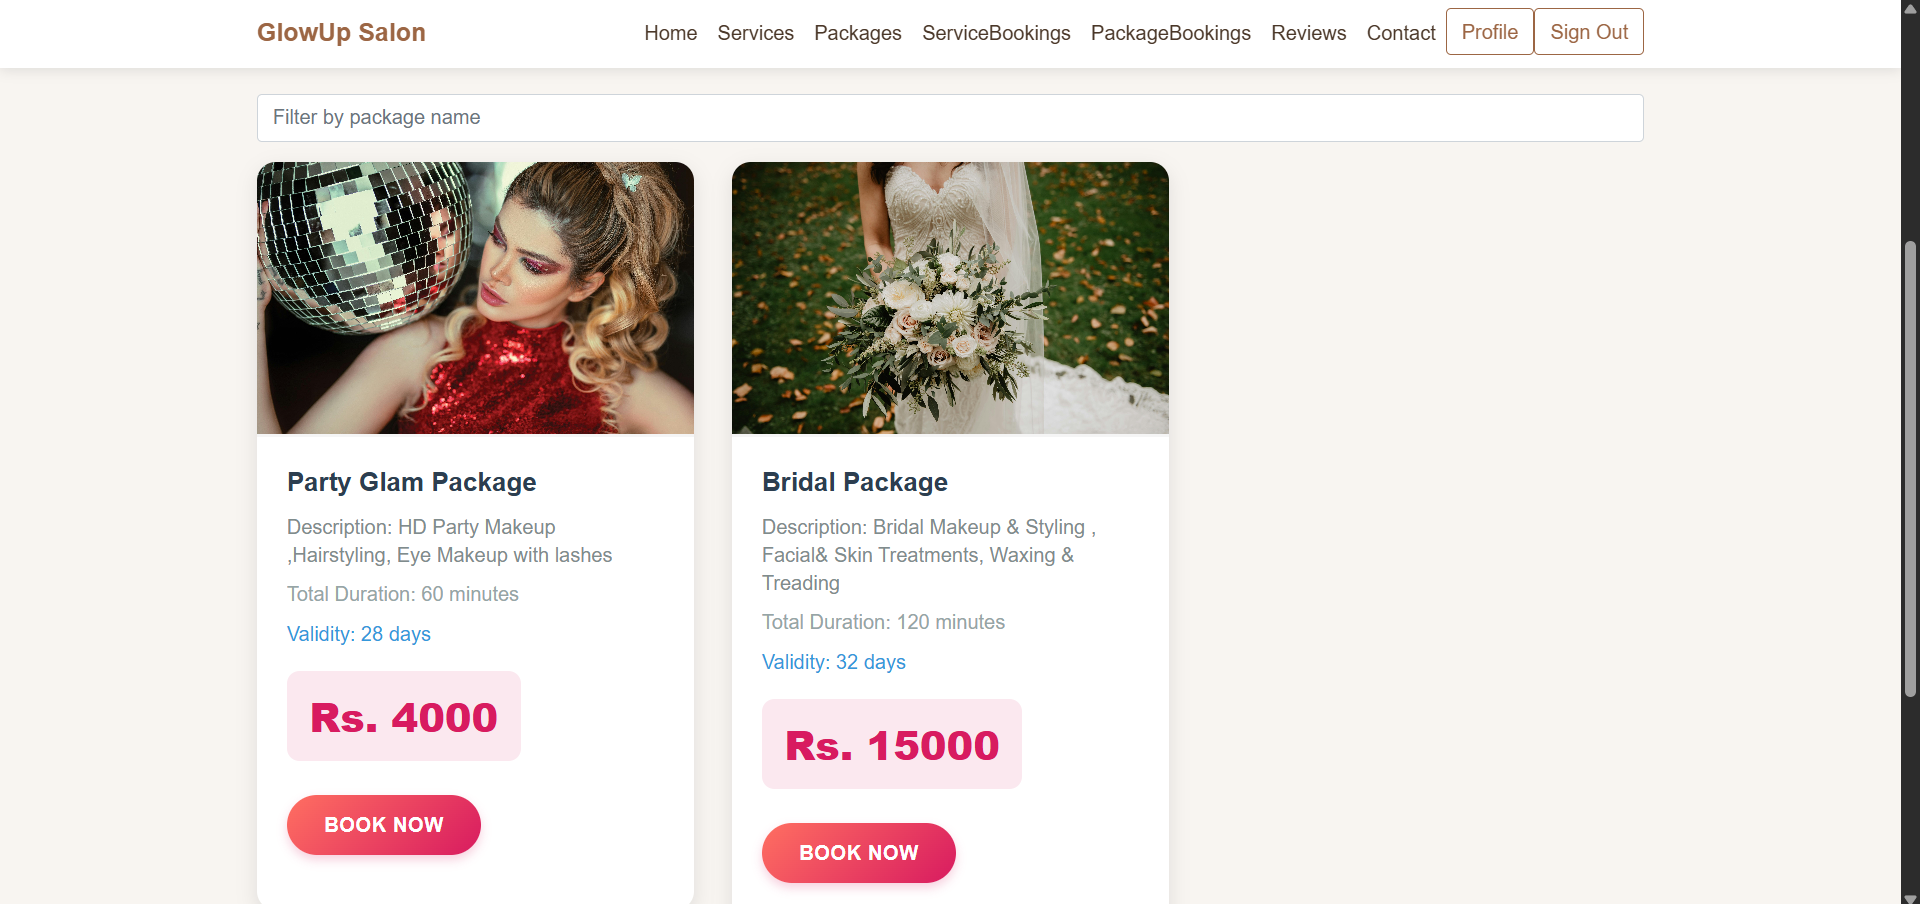 GlowUp Salon
Home Services Packages ServiceBookings PackageBookings Reviews Contact Profile Sign Out
Filter by package name
Party Glam Package
Description: HD Party Makeup
,Hairstyling, Eye Makeup with lashes
Total Duration: 60 minutes
Validity: 28 days
Rs. 4000
BOOK NOW
Bridal Package
Description: Bridal Makeup & Styling ,
Facial& Skin Treatments, Waxing &
Treading
Total Duration: 120 minutes
Validity: 32 days
Rs. 15000
BOOK NOW